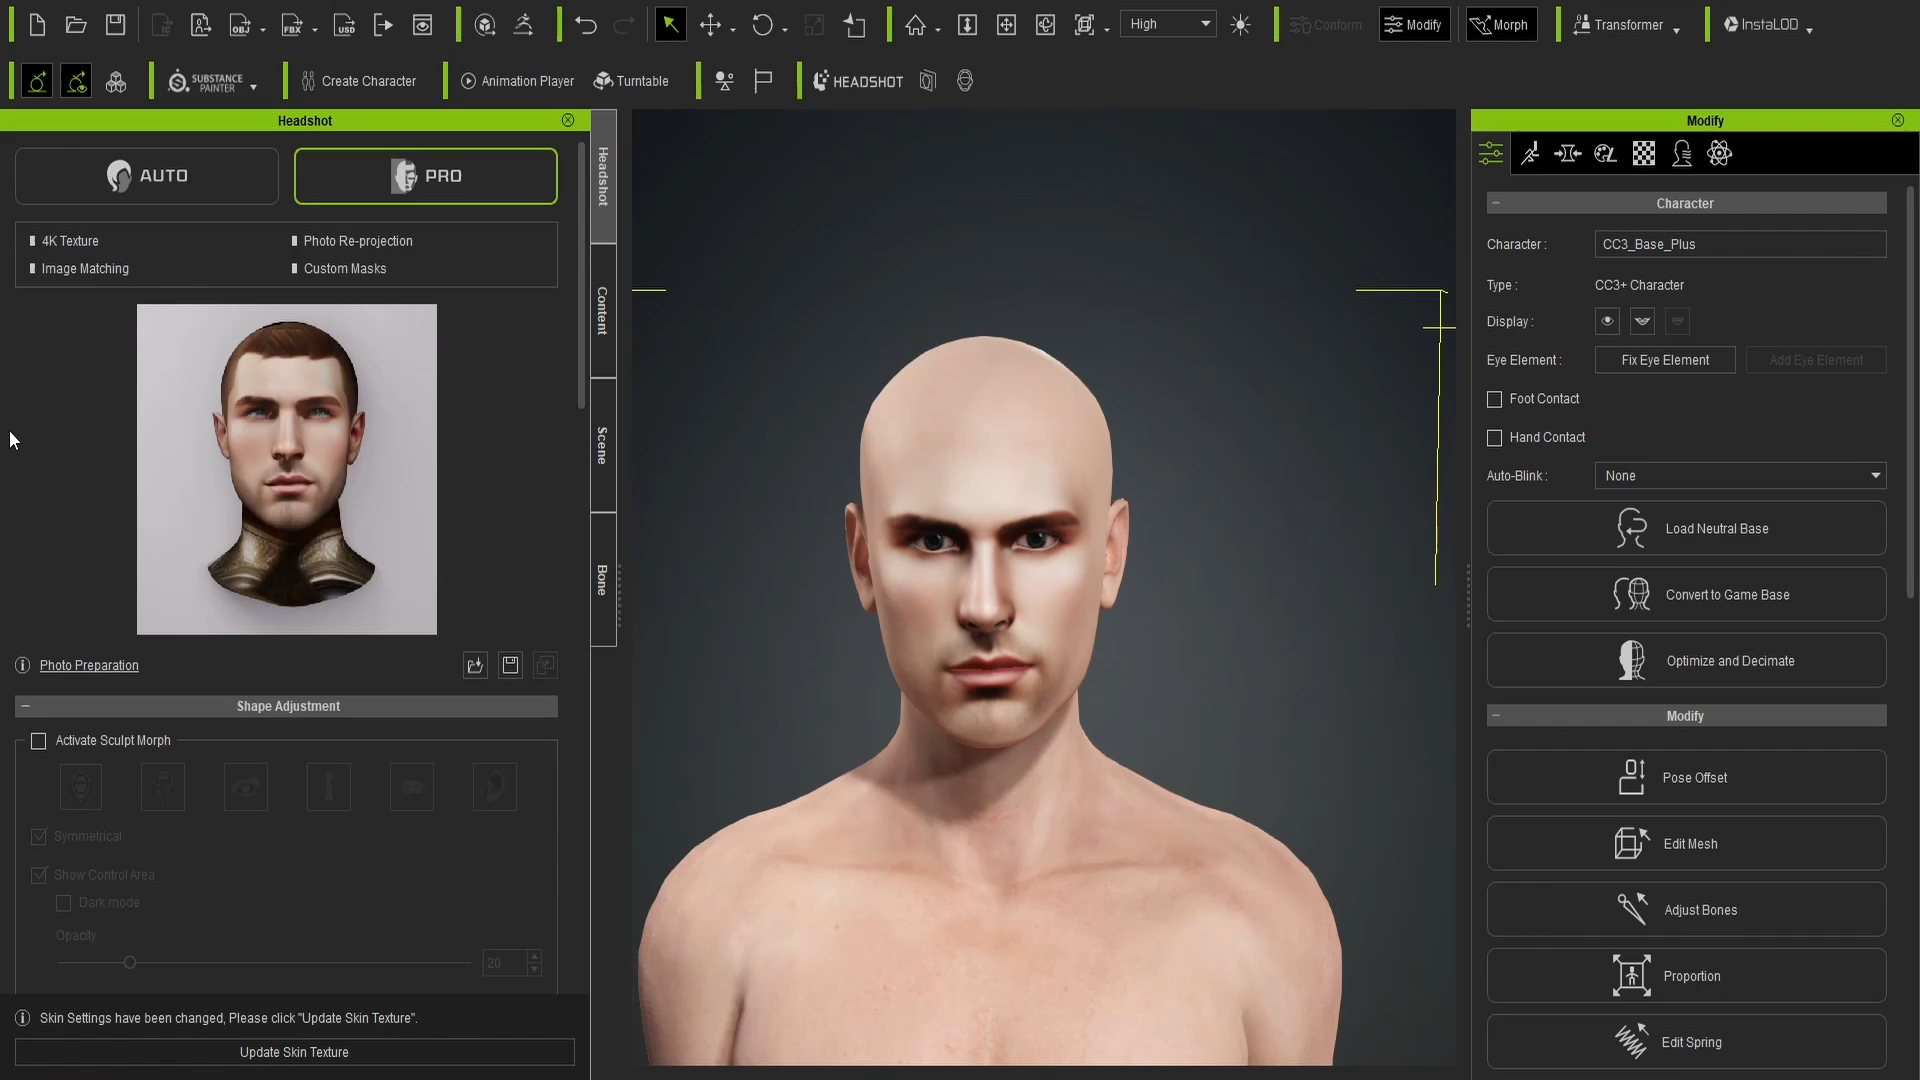 High
Conform
Modify
Morph
Transformer
InstaLOD
SUBSTANCE
PAINTER
Create Character
Animation Player
Turntable
HEADSHOT
Headshot
AUTO
PRO
4K Texture
Photo Re-projection
Image Matching
Custom Masks
Photo Preparation
Shape Adjustment
Activate Sculpt Morph
Symmetrical
Show Control Area
Dark mode
Opacity
20
Skin Settings have been changed, Please click "Update Skin Texture".
Update Skin Texture
Headshot
Content
Scene
Bone
Modify
Character
Character :
CC3_Base_Plus
Type :
CC3+ Character
Display :
Eye Element :
Fix Eye Element
Add Eye Element
Foot Contact
Hand Contact
Auto-Blink :
None
Load Neutral Base
Convert to Game Base
Optimize and Decimate
Modify
Pose Offset
Edit Mesh
Adjust Bones
Proportion
Edit Spring
OBJ
FBX
USD
iC